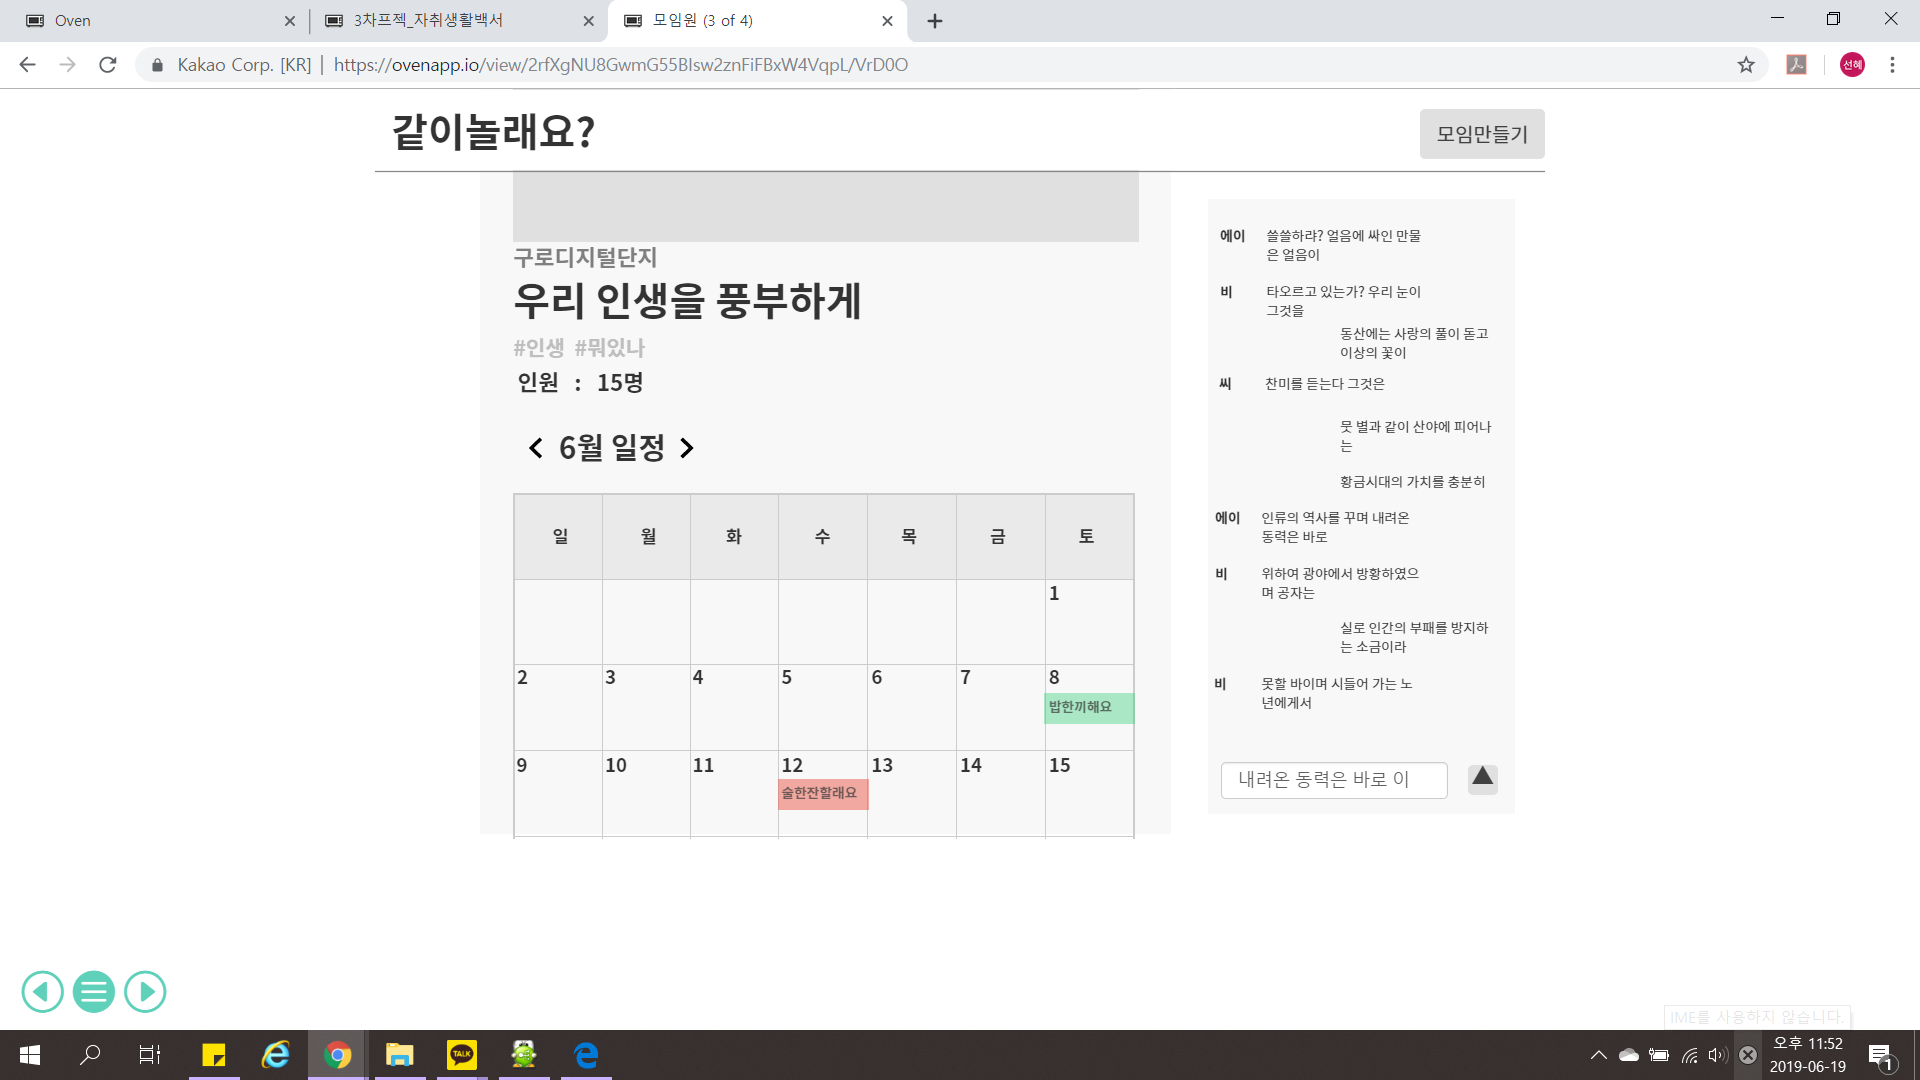 Oven
3차프젝_자취생활백서
모임원 (3 of 4)
Kakao Corp. [KR] | https://ovenapp.io/view/2rfXgNU8GwmG55BIsw2znFiFBxW4VqpL/VrD0O
선혜
같이놀래요?
모임만들기
구로디지털단지
우리 인생을 풍부하게
#인생 #뭐있나
인원 : 15명
6월 일정
일 월 화 수 목 금 토
1
2 3 4 5 6 7 8
밥한끼해요
9 10 11 12 13 14 15
술한잔할래요
에이 쓸쓸하랴? 얼음에 싸인 만물
은 얼음이
비 타오르고 있는가? 우리 눈이
그것을
동산에는 사랑의 풀이 돋고
이상의 꽃이
씨 찬미를 듣는다 그것은
뭇 별과 같이 산야에 피어나
는
황금시대의 가치를 충분히
에이 인류의 역사를 꾸며 내려온
동력은 바로
비 위하여 광야에서 방황하였으
며 공자는
실로 인간의 부패를 방지하
는 소금이라
비 못할 바이며 시들어 가는 노
년에게서
내려온 동력은 바로 이
IME를 사용하지 않습니다.
TALK
오후 11:52
2019-06-19
1